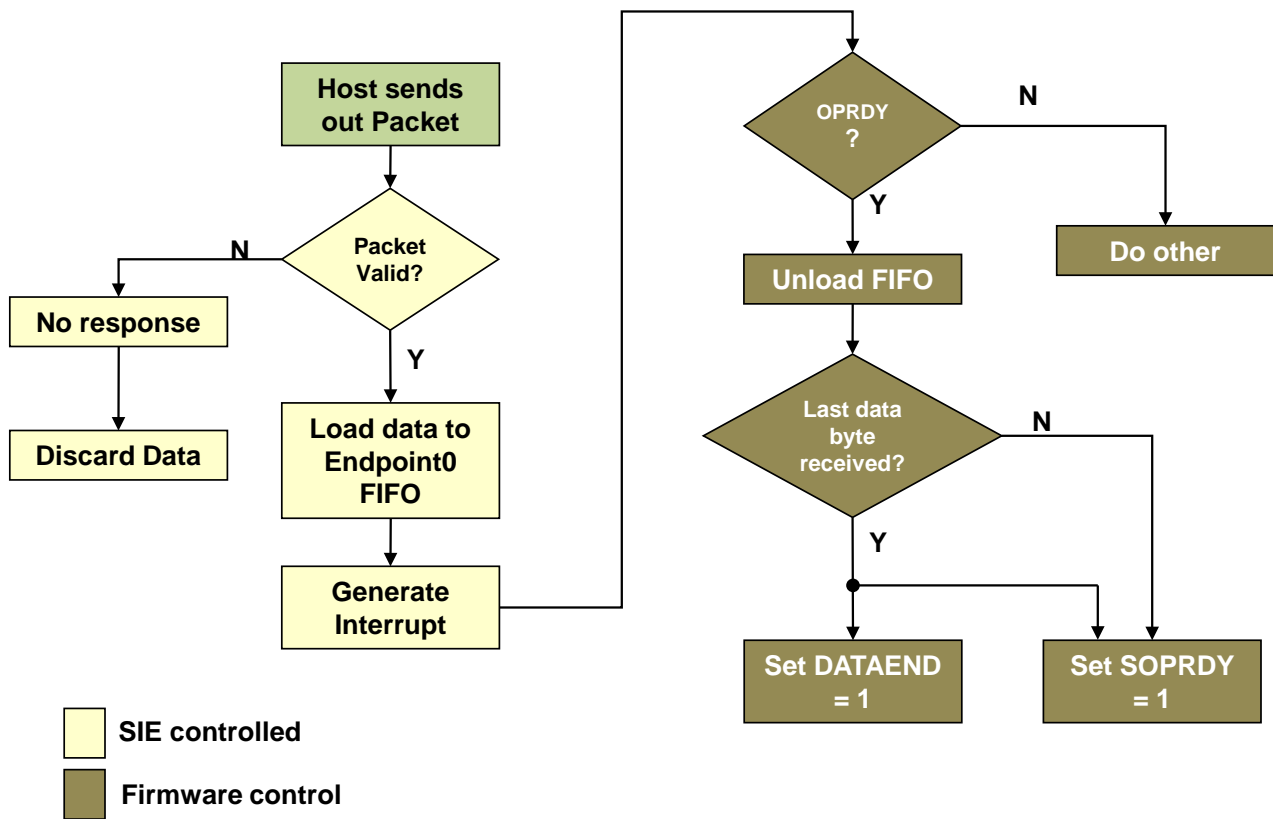 Host sends
out Packet
Packet
Valid?
N
No response
Discard Data
Y
Load data to
Endpoint0
FIFO
Generate
Interrupt
OPRDY
?
N
Do other
Y
Unload FIFO
Last data
byte
received?
N
Y
Set DATAEND
= 1
Set SOPRDY
= 1
SIE controlled
Firmware control